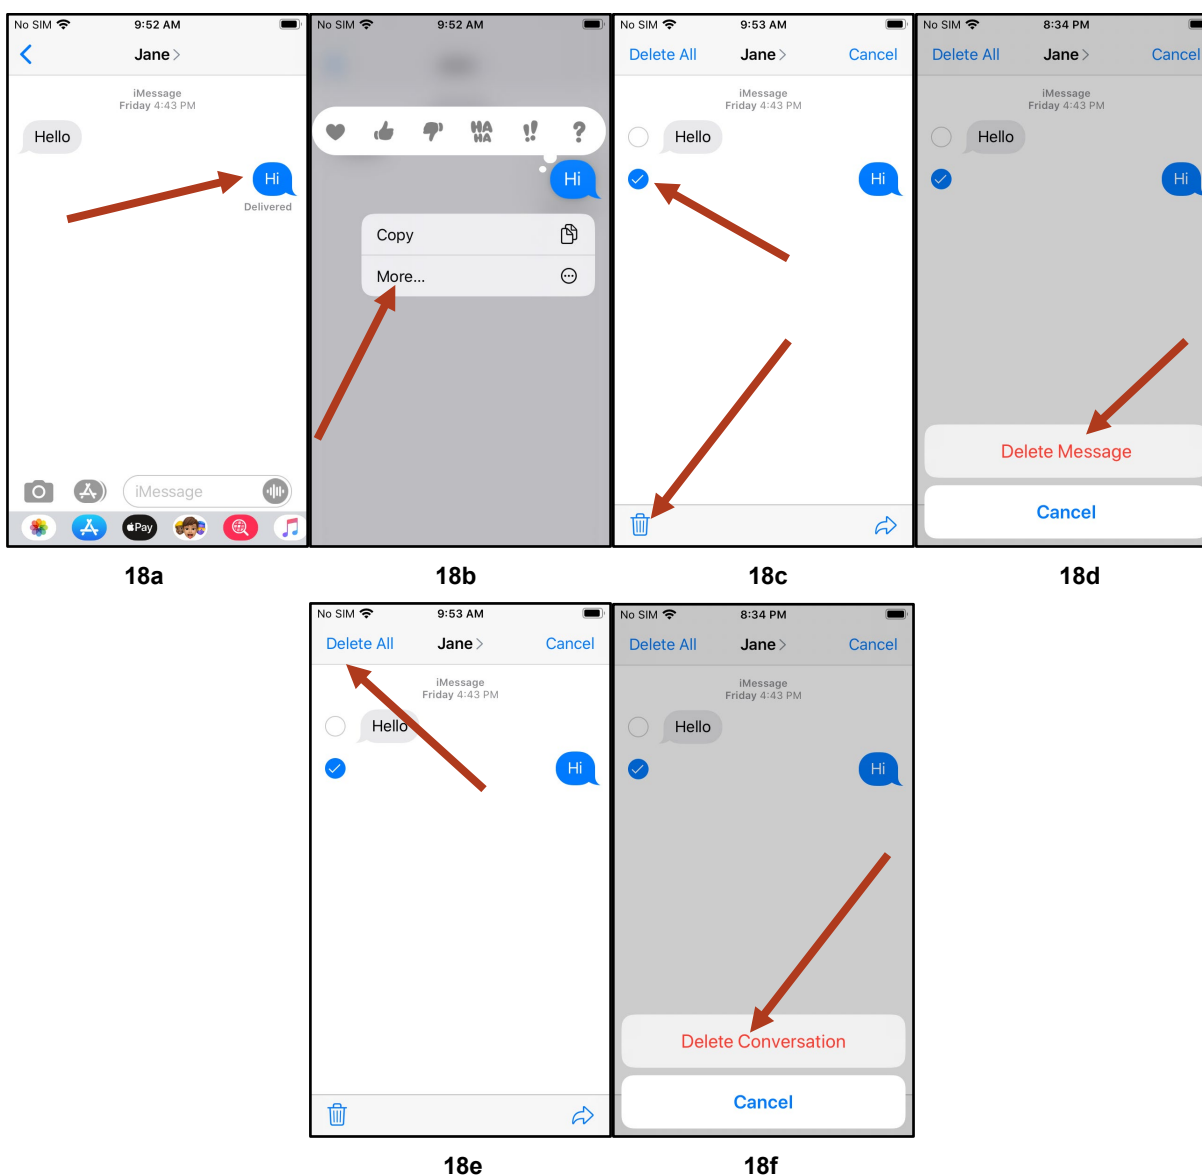 No SIM 9:52 AM
Jane >
iMessage
Friday 4:43 PM
Hello
Hi
Delivered
iMessage
Pay
18a
No SIM 9:52 AM
HA
HA
!!
?
Hi
Copy
More...
18b
No SIM 9:53 AM
Delete All Jane > Cancel
iMessage
Friday 4:43 PM
Hello
Hi
18c
No SIM 8:34 PM
Delete All Jane > Cancel
iMessage
Friday 4:43 PM
Hello
Hi
Delete Message
Cancel
18d
No SIM 9:53 AM
Delete All Jane > Cancel
iMessage
Friday 4:43 PM
Hello
Hi
18e
No SIM 8:34 PM
Delete All Jane > Cancel
iMessage
Friday 4:43 PM
Hello
Hi
Delete Conversation
Cancel
18f